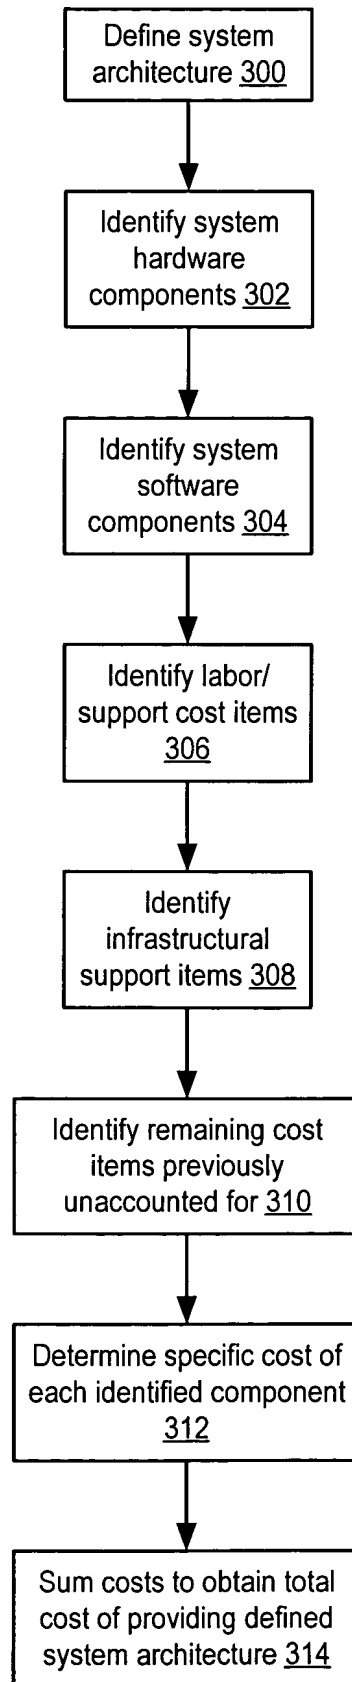 Define system
architecture 300
Identify system
hardware
components 302
Identify system
software
components 304
Identify labor/
support cost items
306
Identify
infrastructural
support items 308
Identify remaining cost
items previously
unaccounted for 310
Determine specific cost of
each identified component
312
Sum costs to obtain total
cost of providing defined
system architecture 314